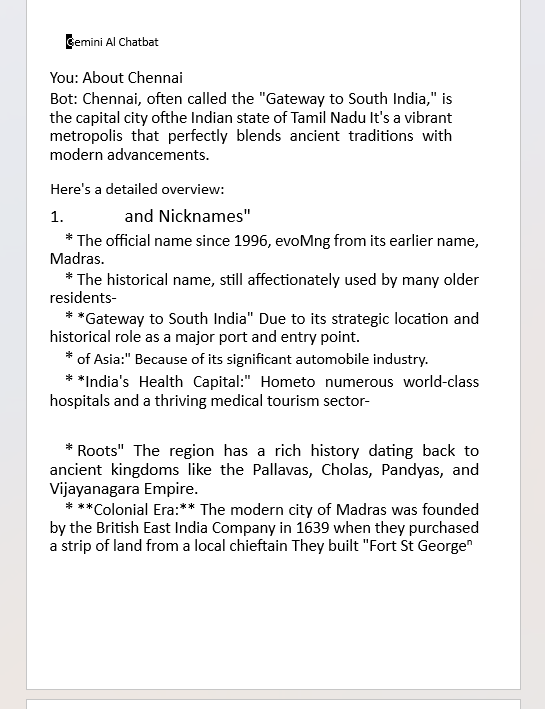 Gemini Al Chatbat
You: About Chennai
Bot: Chennai, often called the "Gateway to South India," is
the capital city ofthe Indian state of Tamil Nadu It's a vibrant
metropolis that perfectly blends ancient traditions with
modern advancements.
Here's a detailed overview:
1. and Nicknames"
* The official name since 1996, evoMng from its earlier name,
Madras.
* The historical name, still affectionately used by many older
residents-
* *Gateway to South India" Due to its strategic location and
historical role as a major port and entry point.
* of Asia:" Because of its significant automobile industry.
* *India's Health Capital:" Hometo numerous world-class
hospitals and a thriving medical tourism sector-
* Roots" The region has a rich history dating back to
ancient kingdoms like the Pallavas, Cholas, Pandyas, and
Vijayanagara Empire.
* **Colonial Era:** The modern city of Madras was founded
by the British East India Company in 1639 when they purchased
a strip of land from a local chieftain They built "Fort St Georgeⁿ